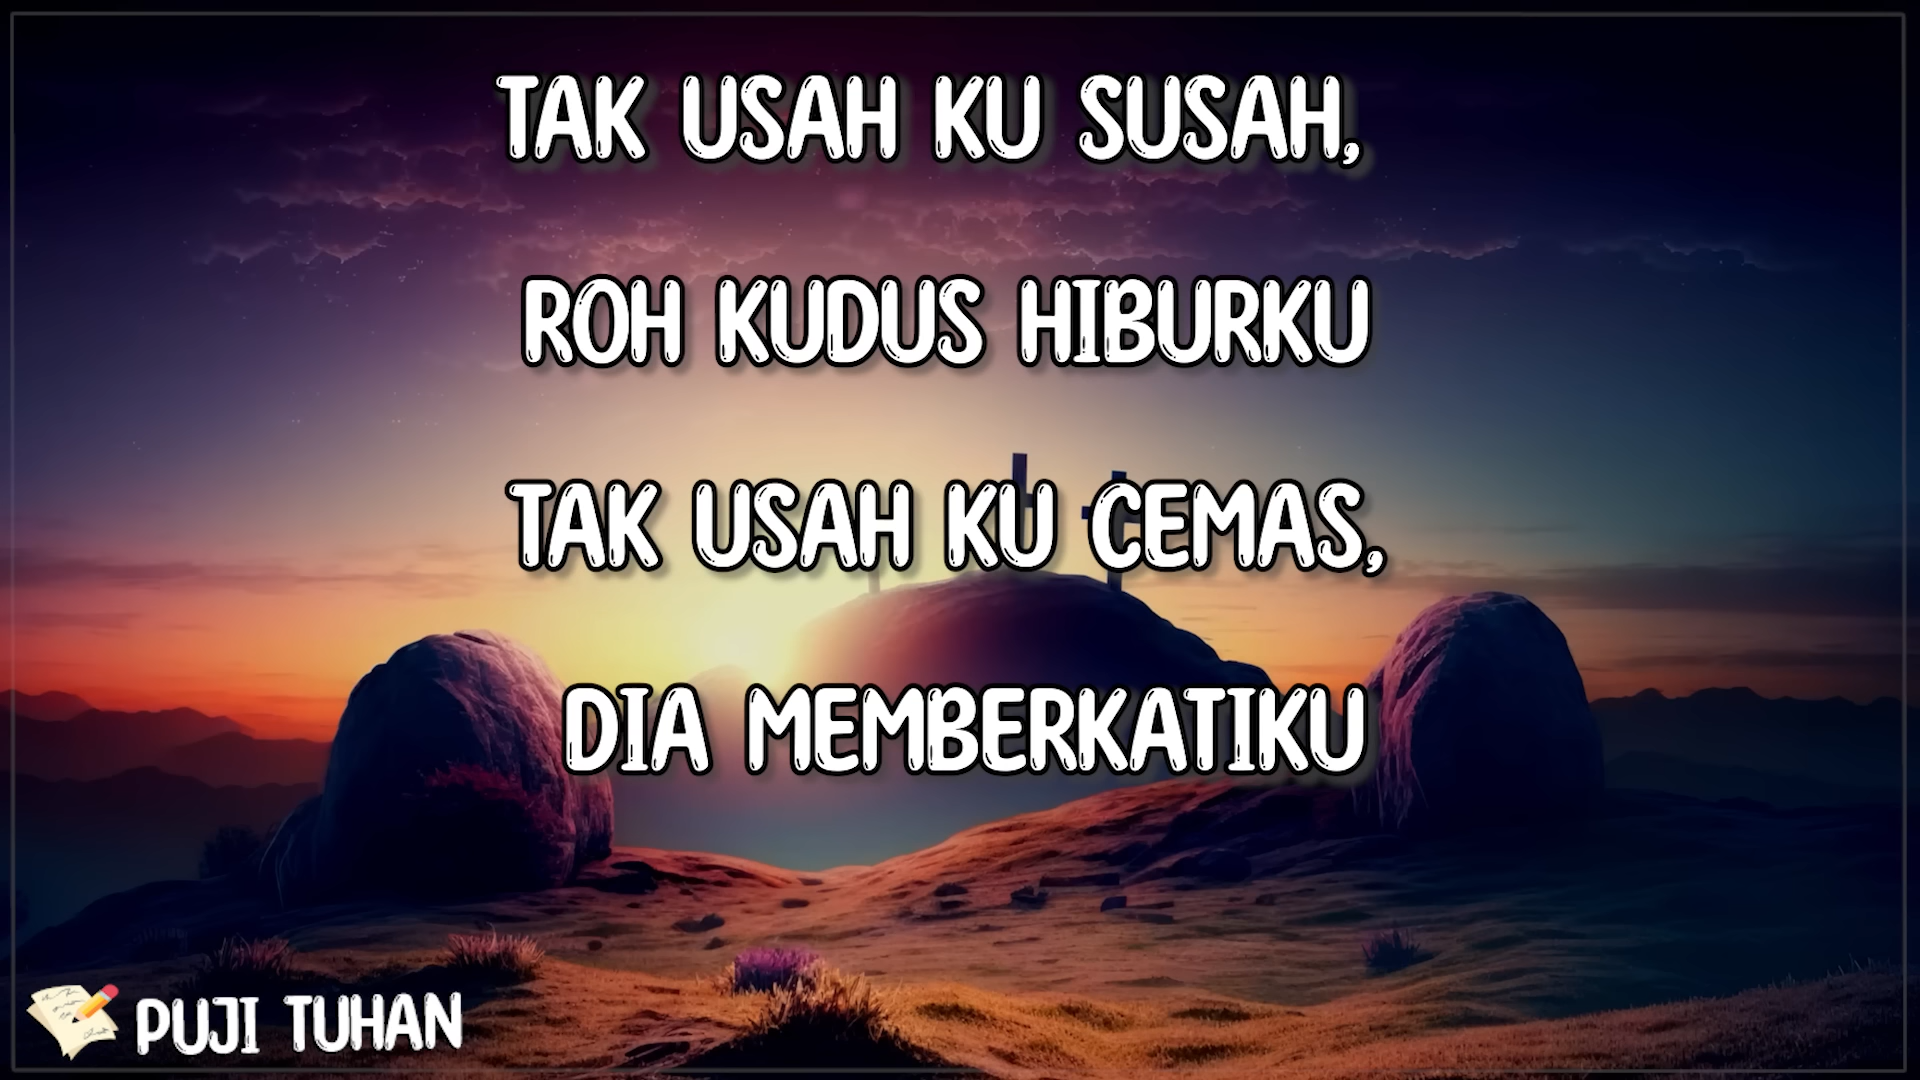 TAK USAH KU SUSAH,
ROH KUDUS HIBURKU
TAK USAH KU CEMAS,
DIA MEMBERKATIKU
PUJI TUHAN